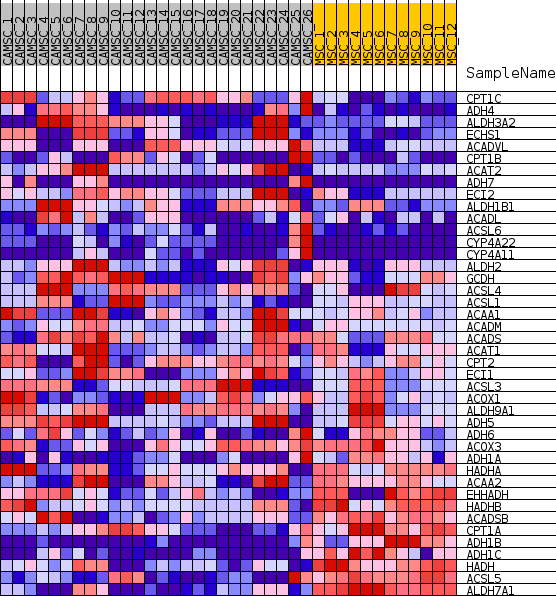 CAMSC_1
CAMSC_2
CAMSC_3
CAMSC_4
CAMSC_5
CAMSC_6
CAMSC_7
CAMSC_8
CAMSC_9
CAMSC_10
CAMSC_11
CAMSC_12
CAMSC_13
CAMSC_14
CAMSC_15
CAMSC_16
CAMSC_17
CAMSC_18
CAMSC_19
CAMSC_20
CAMSC_21
CAMSC_22
CAMSC_23
CAMSC_24
CAMSC_25
CAMSC_26
MSC_1
MSC_2
MSC_3
MSC_4
MSC_5
MSC_6
MSC_7
MSC_8
MSC_9
MSC_10
MSC_11
MSC_12
SampleName
CPT1C
ADH4
ALDH3A2
ECHS1
ACADVL
CPT1B
ACAT2
ADH7
ECI2
ALDH1B1
ACADL
ACSL6
CYP4A22
CYP4A11
ALDH2
GCDH
ACSL4
ACSL1
ACAA1
ACADM
ACADS
ACAT1
CPT2
ECI1
ACSL3
ACOX1
ALDH9A1
ADH5
ADH6
ACOX3
ADH1A
HADHA
ACAA2
EHHADH
HADHB
ACADSB
CPT1A
ADH1B
ADH1C
HADH
ACSL5
ALDH7A1